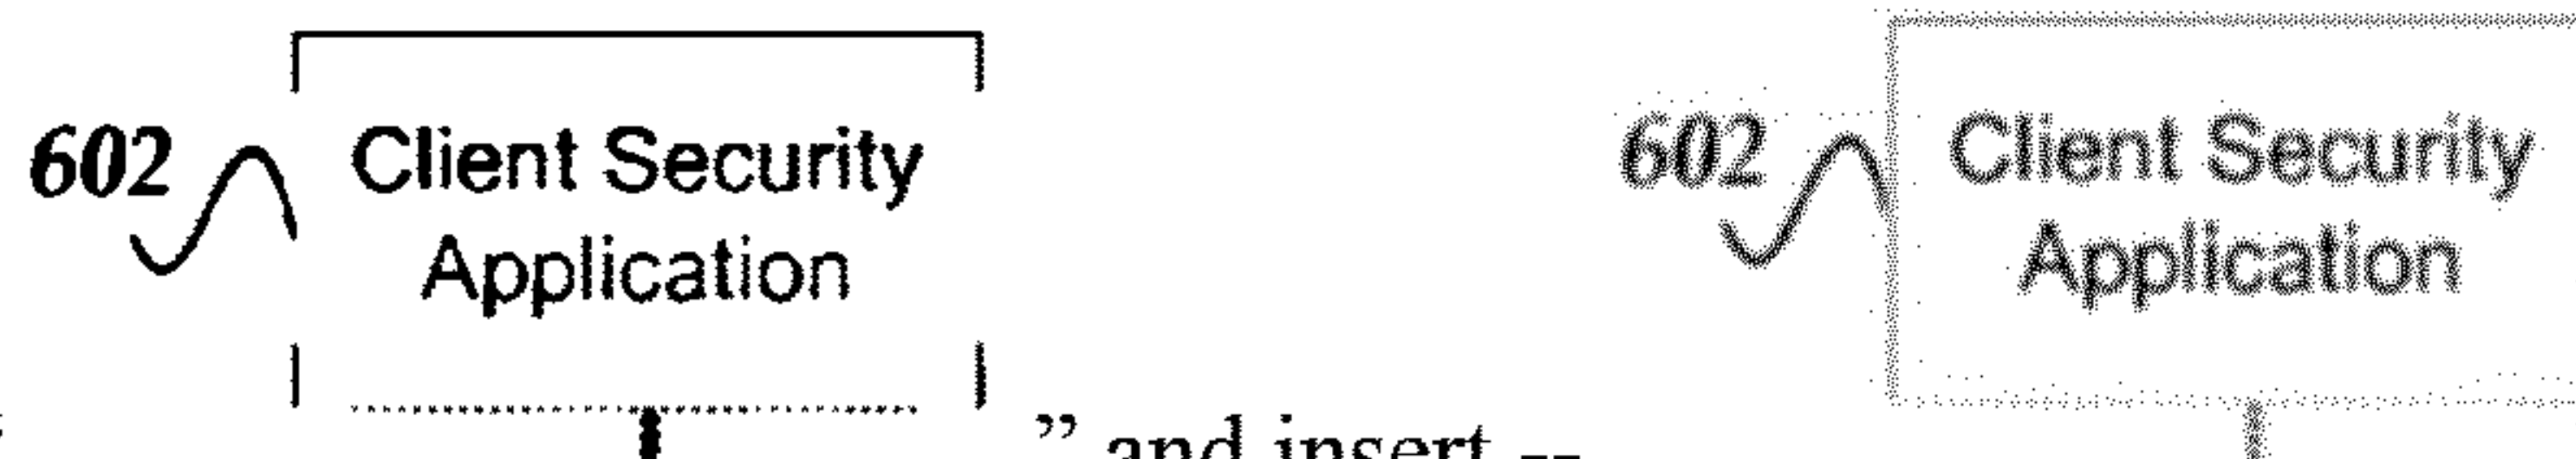 602 Client Security
Application
” and insert --
602 Client Security
Application